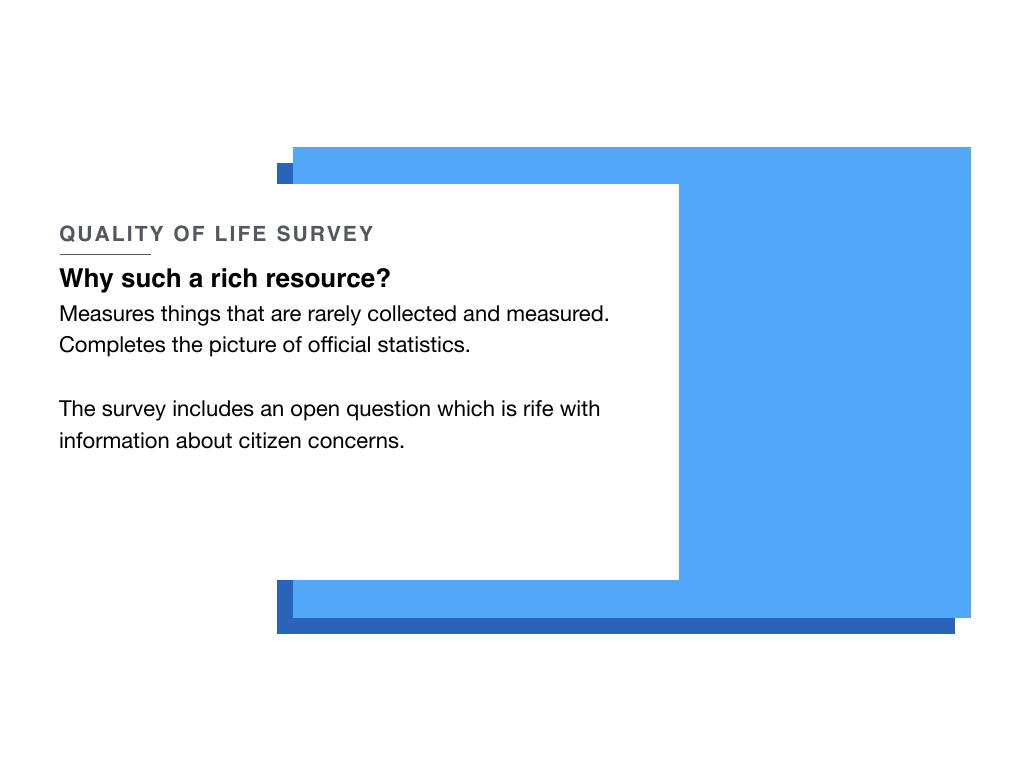 QUALITY OF LIFE SURVEY
Why such a rich resource?
Measures things that are rarely collected and measured.
Completes the picture of official statistics.
The survey includes an open question which is rife with
information about citizen concerns.